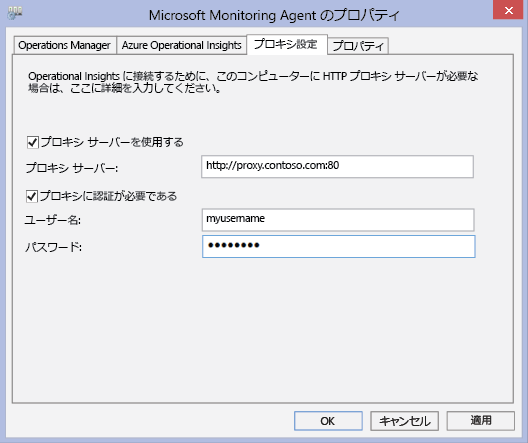 Microsoft Monitoring Agent のプロパティ
Operations Manager Azure Operational Insights プロキシ設定 プロパティ
Operational Insights に接続するために、このコンピューターに HTTP プロキシ サーバーが必要な
場合は、ここに詳細を入力してください。
プロキシ サーバーを使用する
プロキシ サーバー: http://proxy.contoso.com:80
プロキシに認証が必要である
ユーザー名: myusername
パスワード: ●●●●●●●●
OK キャンセル 適用